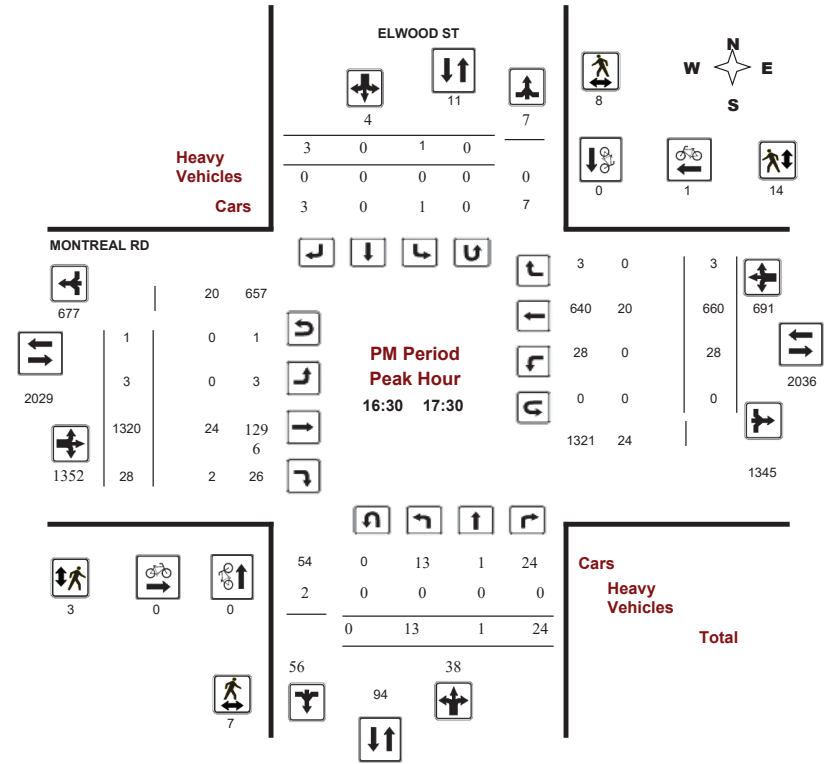 ELWOOD ST
N
W E
S
4
11
7
8
3 0 1 0
Heavy
Vehicles
0 0 0 0 0
Cars
3 0 1 0 7
0 1 14
MONTREAL RD
677
20 657
3 0 3
691
640 20 660
1 0 1
2029
PM Period
Peak Hour
16:30 17:30
28 0 28
2036
3 0 3
0 0 0
1320 24 129
6
1321 24
1352
28 2 26
1345
54 0 13 1 24
Cars
2 0 0 0 0
Heavy
Vehicles
3 0 0
0 13 1 24
Total
56
38
94
7